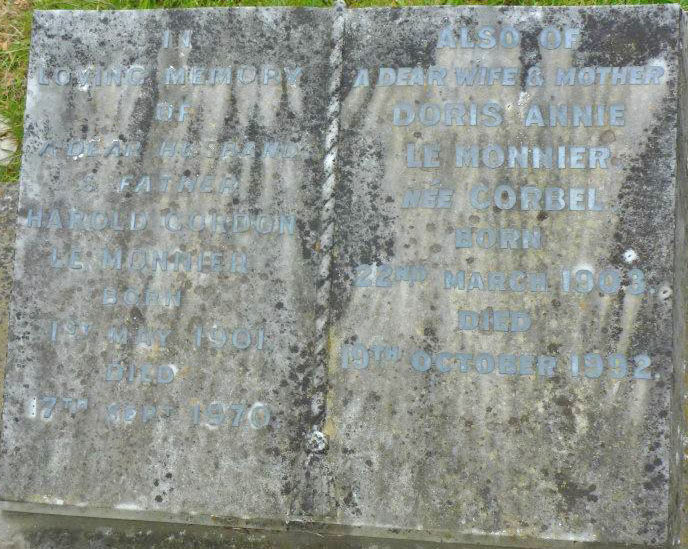 IN
LOVING MEMORY
OF
A DEAR HUSBAND
& FATHER
HAROLD GORDON
LE MONNIER
BORN
1ST MAY 1901.
DIED
17TH SEPT 1970
ALSO OF
A DEAR WIFE & MOTHER
DORIS ANNIE
LE MONNIER
NÉE CORBEL.
BORN
22ND MARCH 1903.
DIED
19TH OCTOBER 1992.